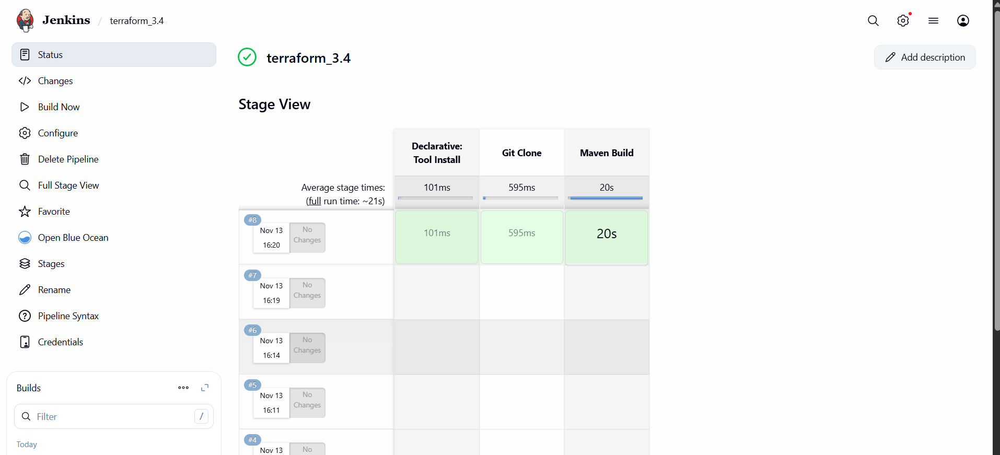 Jenkins / terraform_3.4
Status
Changes
Build Now
Configure
Delete Pipeline
Full Stage View
Favorite
Open Blue Ocean
Stages
Rename
Pipeline Syntax
Credentials
Builds
Filter /
Today
terraform_3.4
Add description
Stage View
Declarative:
Tool Install
Git Clone
Maven Build
Average stage times:
(full run time: ~21s)
101ms
595ms
20s
#8
Nov 13
16:20
No
Changes
101ms
595ms
20s
#7
Nov 13
16:19
No
Changes
#6
Nov 13
16:14
No
Changes
#5
Nov 13
16:11
No
Changes
#4
Nov 13
No